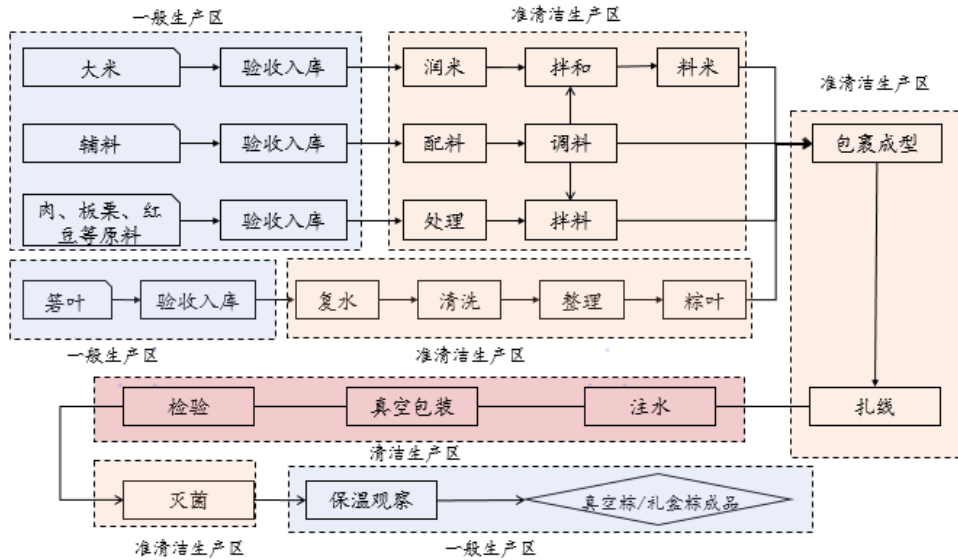 一般生产区
准清洁生产区
大米
验收入库
润米
拌和
料米
准清洁生产区
辅料
验收入库
配料
调料
包裹成型
肉、板栗、红
豆等原料
验收入库
处理
拌料
箬叶
验收入库
复水
清洗
整理
粽叶
一般生产区
准清洁生产区
检验
真空包装
注水
扎线
清洁生产区
灭菌
保温观察
真空粽/礼盒粽成品
准清洁生产区
一般生产区